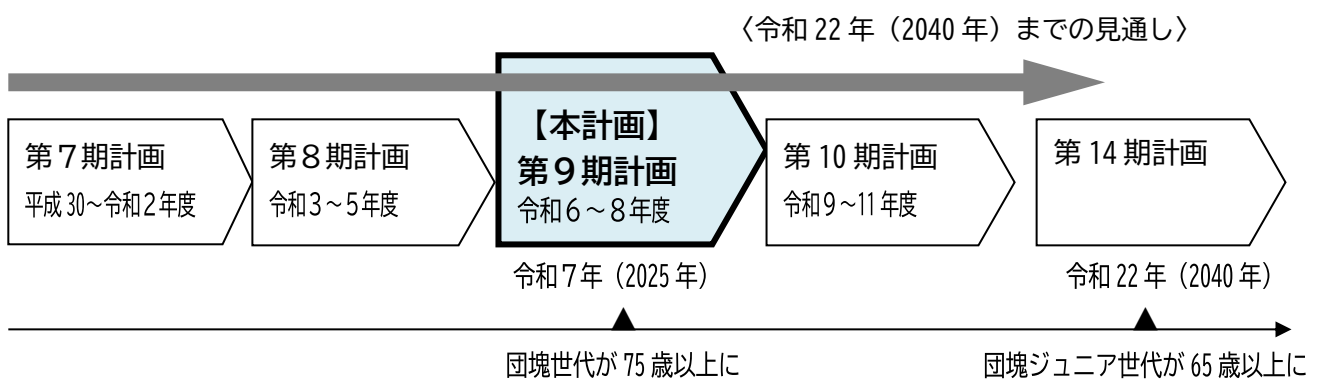 〈令和 22 年（2040 年）までの見通し〉
第７期計画
平成 30～令和２年度
第８期計画
令和３～５年度
【本計画】
第９期計画
令和６～８年度
第 10 期計画
令和９～11 年度
第 14 期計画
令和７年（2025 年）
令和 22 年（2040 年）
団塊世代が 75 歳以上に
団塊ジュニア世代が 65 歳以上に